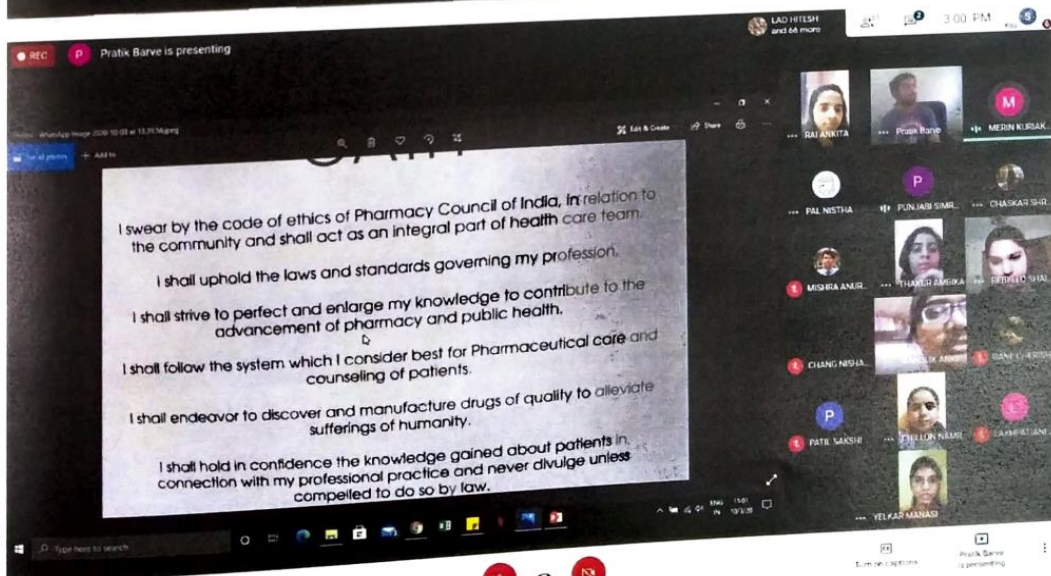 LAD HITESH
and 68 more
3:00 PM
You
REC
P
Pratik Barve is presenting
Edit & Create
Share
Add to
I swear by the code of ethics of Pharmacy Council of India, in relation to
the community and shall act as an integral part of health care team.
I shall uphold the laws and standards governing my profession.
I shall strive to perfect and enlarge my knowledge to contribute to the
advancement of pharmacy and public health.
I shall follow the system which I consider best for Pharmaceutical care and
counseling of patients.
I shall endeavor to discover and manufacture drugs of quality to alleviate
sufferings of humanity.
I shall hold in confidence the knowledge gained about patients in
connection with my professional practice and never divulge unless
compelled to do so by law.
RAI ANKITA
Pratik Barve
M
MERIN KURIAK...
PAL NISTHA
P
PUNJABI SIMR...
CHASKAR SHR...
MISHRA ANUR...
THAKUR AMBIKA
REBELLO SHAL
CHANG NISHA...
P
PATIL SAKSHI
YELKAR MANASI
Type here to search
ENG
IN
Turn on captions
Pratik Barve
is presenting